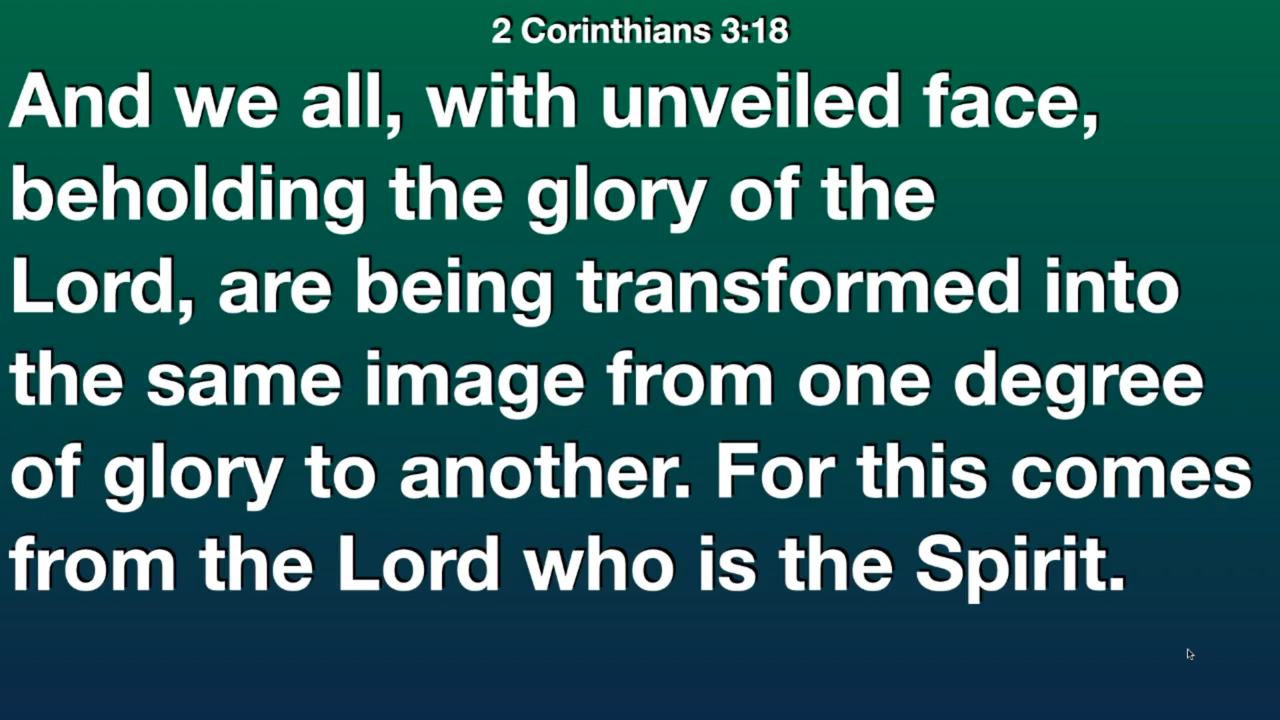 2 Corinthians 3:18
And we all, with unveiled face,
beholding the glory of the
Lord, are being transformed into
the same image from one degree
of glory to another. For this comes
from the Lord who is the Spirit.